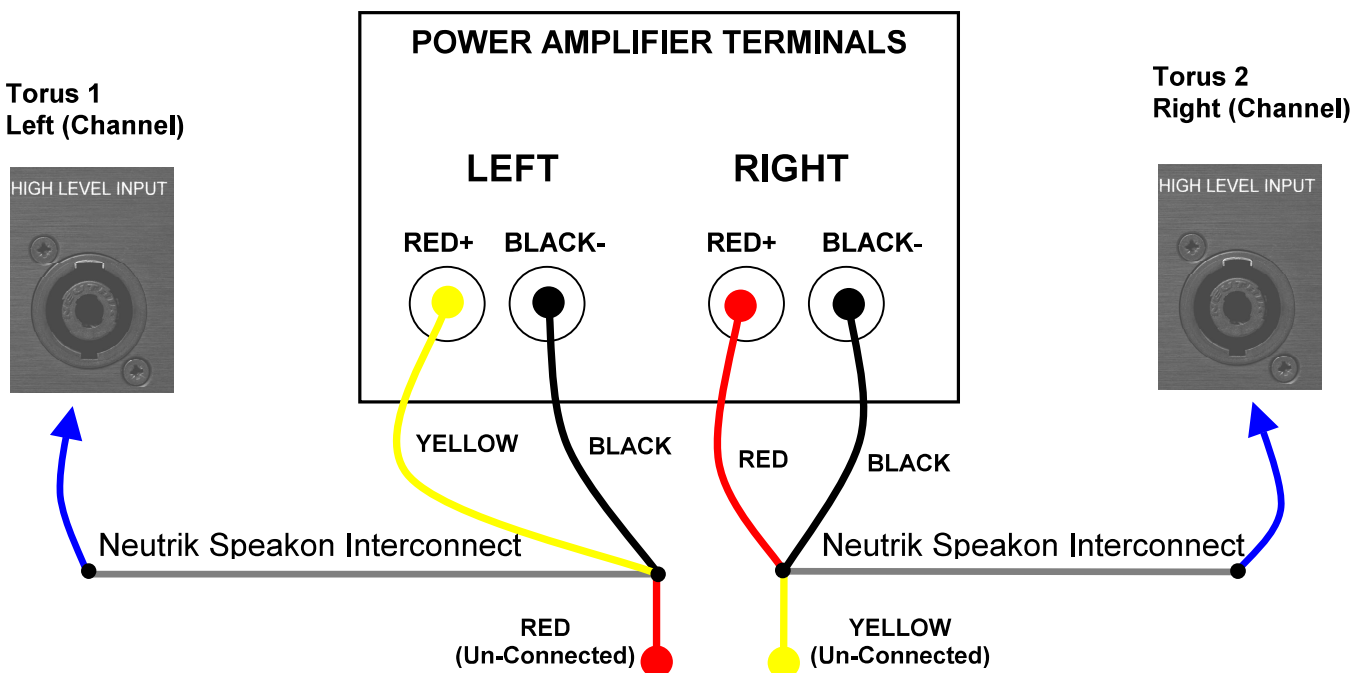 POWER AMPLIFIER TERMINALS
Torus 1
Left (Channel)
Torus 2
Right (Channel)
LEFT
RIGHT
HIGH LEVEL INPUT
HIGH LEVEL INPUT
RED+
BLACK-
RED+
BLACK-
YELLOW
BLACK
RED
BLACK
Neutrik Speakon Interconnect
Neutrik Speakon Interconnect
RED
(Un-Connected)
YELLOW
(Un-Connected)